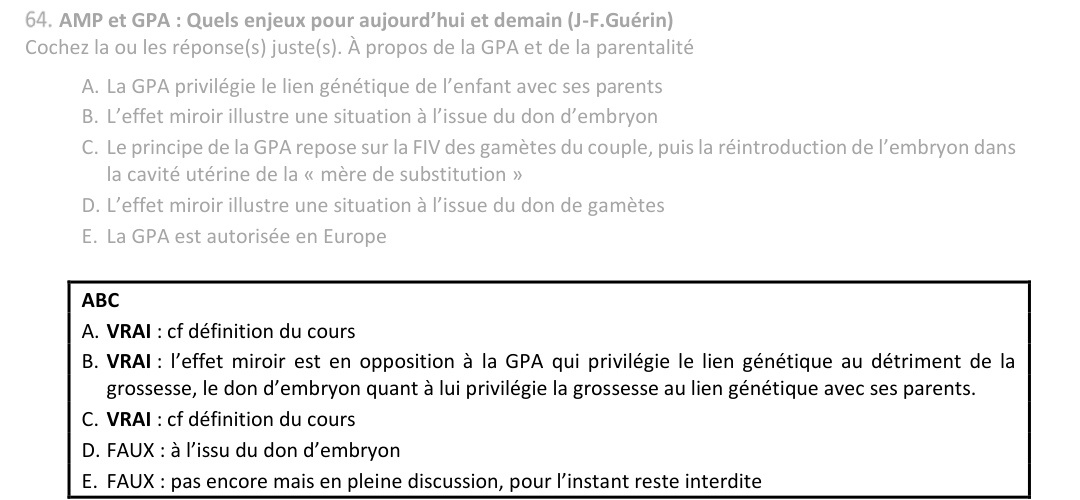 64. AMP et GPA : Quels enjeux pour aujourd’hui et demain (J-F.Guérin)
Cochez la ou les réponse(s) juste(s). À propos de la GPA et de la parentalité
A. La GPA privilégie le lien génétique de l’enfant avec ses parents
B. L’effet miroir illustre une situation à l’issue du don d’embryon
C. Le principe de la GPA repose sur la FIV des gamètes du couple, puis la réintroduction de l’embryon dans
la cavité utérine de la « mère de substitution »
D. L’effet miroir illustre une situation à l’issue du don de gamètes
E. La GPA est autorisée en Europe
ABC
A. VRAI : cf définition du cours
B. VRAI : l’effet miroir est en opposition à la GPA qui privilégie le lien génétique au détriment de la
grossesse, le don d’embryon quant à lui privilégie la grossesse au lien génétique avec ses parents.
C. VRAI : cf définition du cours
D. FAUX : à l’issu du don d’embryon
E. FAUX : pas encore mais en pleine discussion, pour l’instant reste interdite